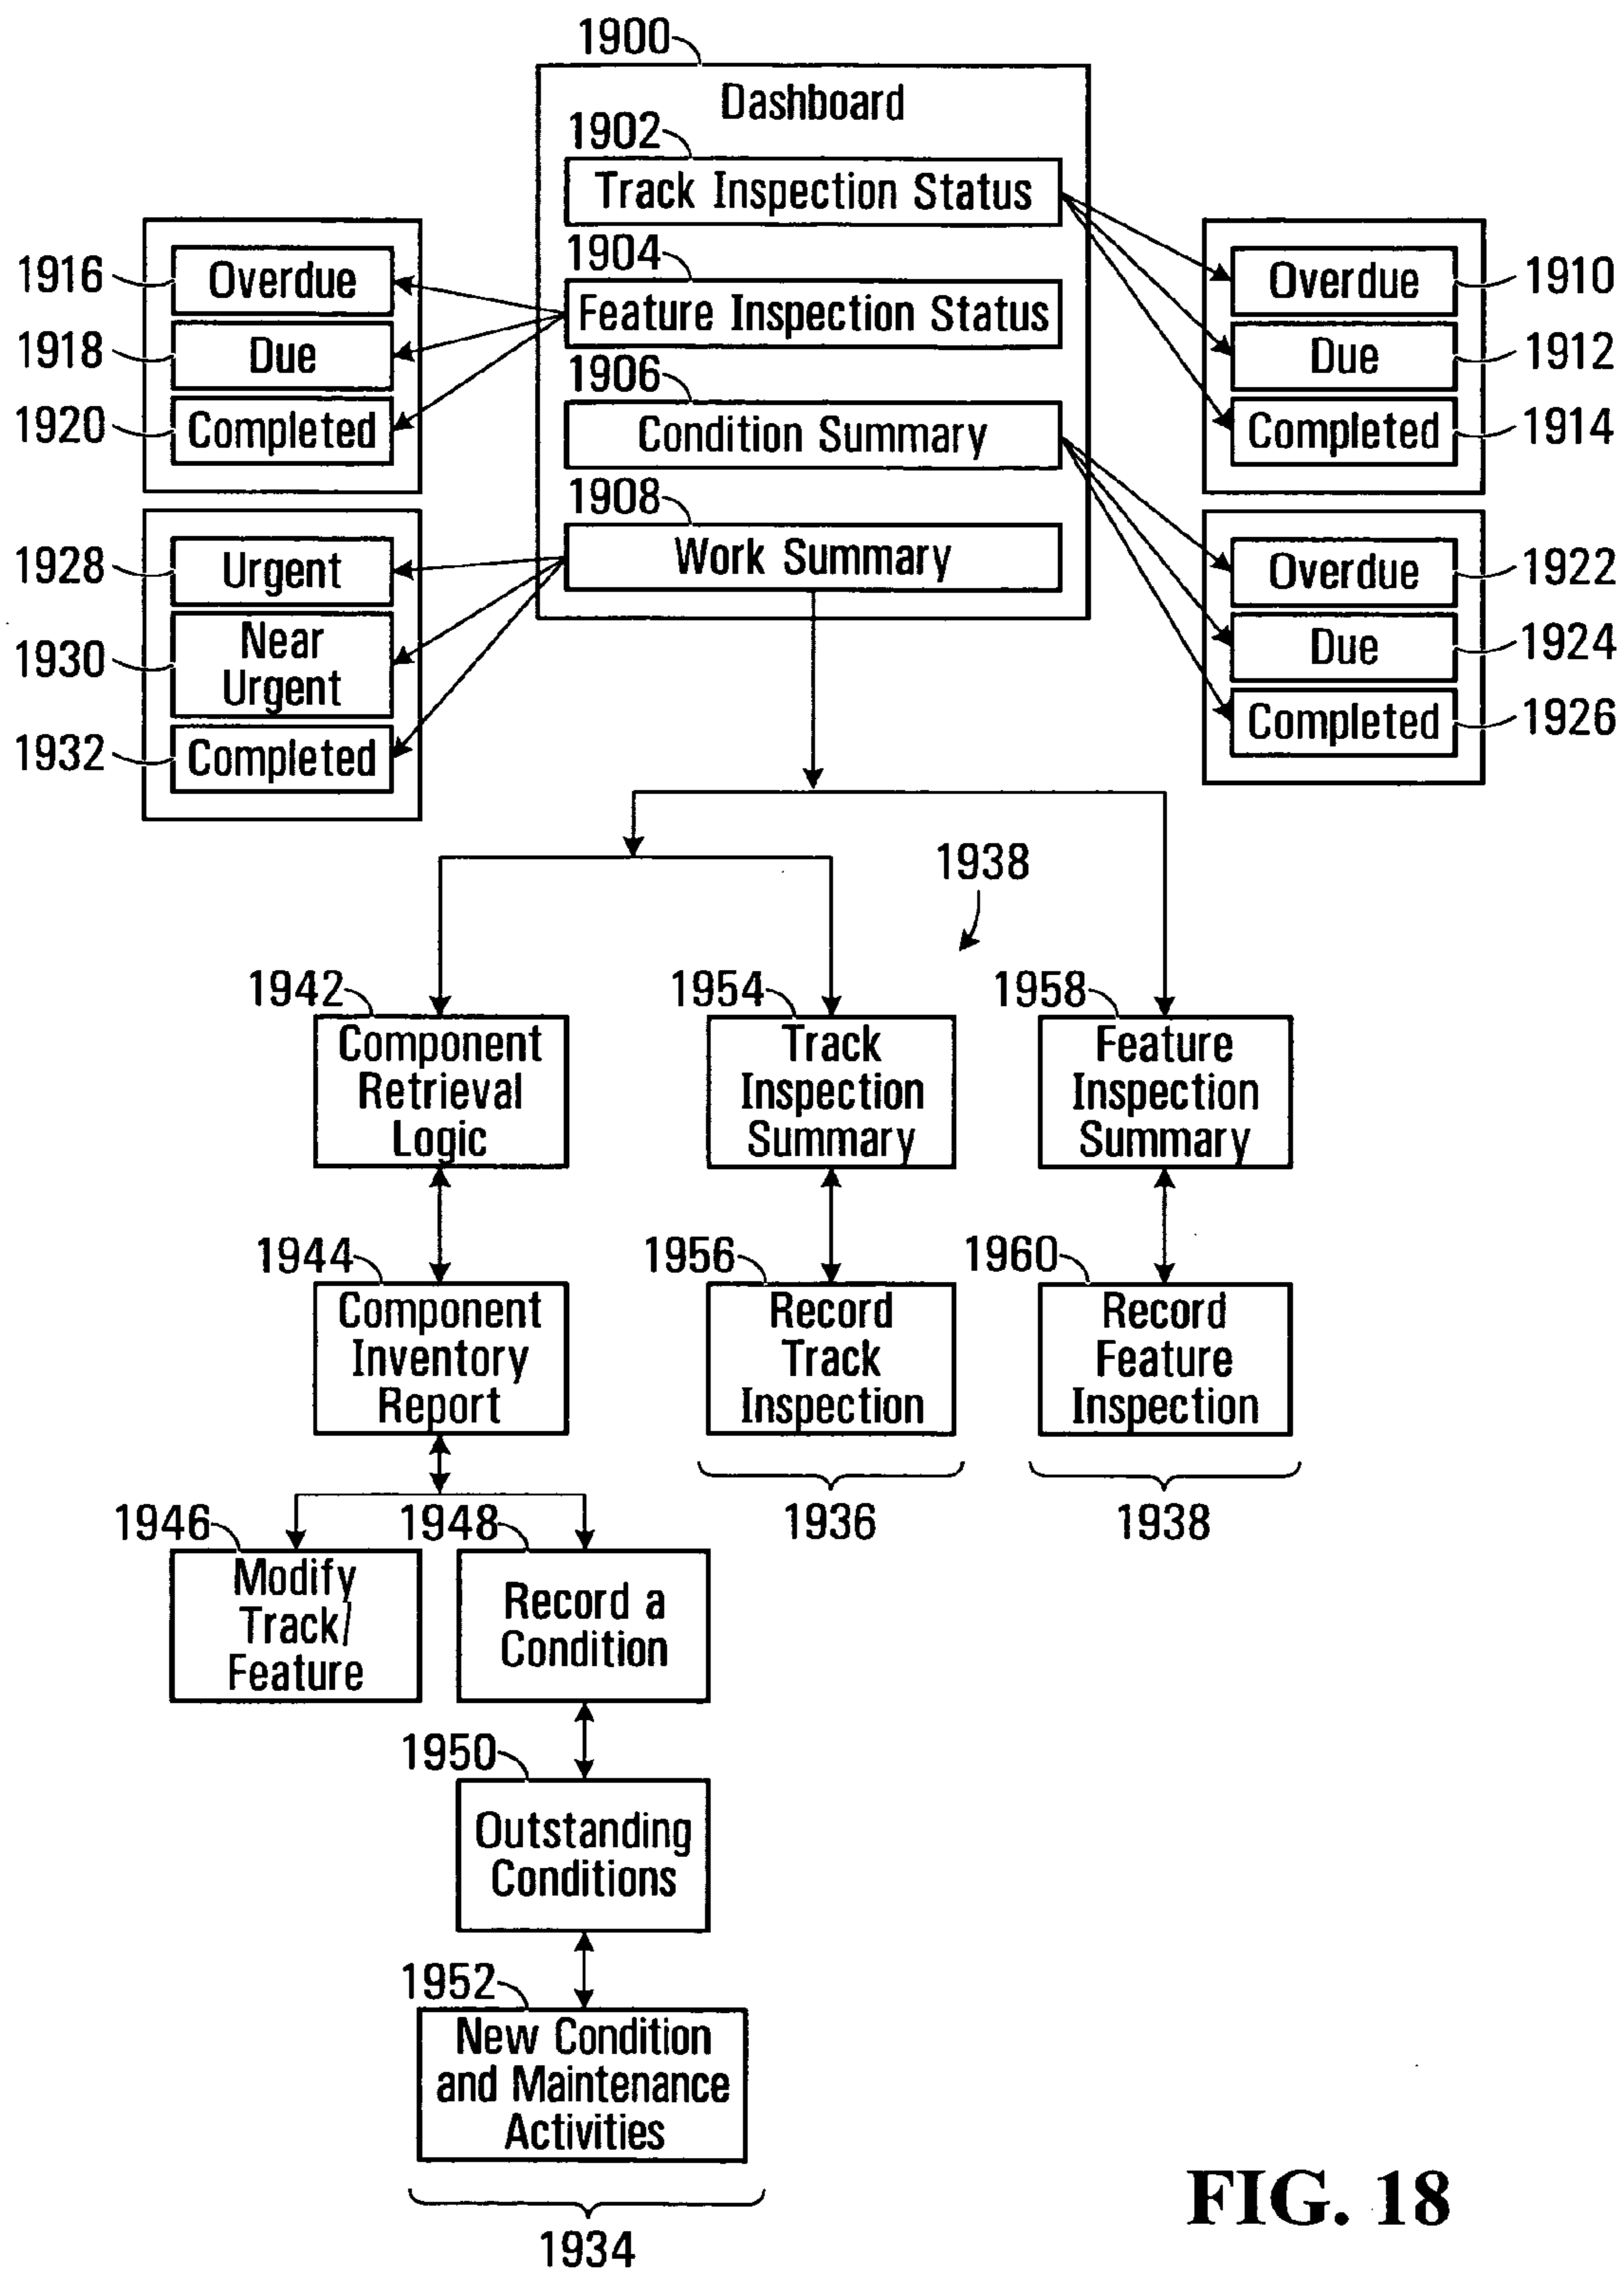 1900
Dashboard
1902
Track Inspection Status
1904
Feature Inspection Status
1906
Condition Summary
1908
Work Summary
1916
Overdue
1918
Due
1920
Completed
1910
Overdue
1912
Due
1914
Completed
1928
Urgent
1930
Near
Urgent
1932
Completed
1922
Overdue
1924
Due
1926
Completed
1938
1942
Component
Retrieval
Logic
1954
Track
Inspection
Summary
1958
Feature
Inspection
Summary
1944
Component
Inventory
Report
1956
Record
Track
Inspection
1960
Record
Feature
Inspection
1936
1938
1946
Modify
Track/
Feature
1948
Record a
Condition
1950
Outstanding
Conditions
1952
New Condition
and Maintenance
Activities
1934
FIG. 18